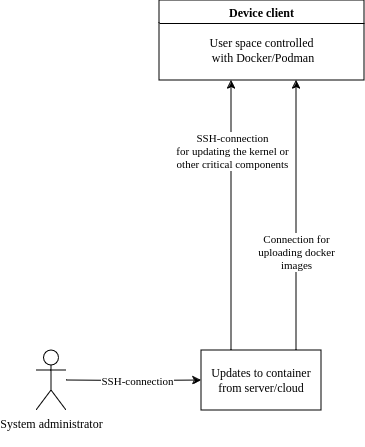 Device client
User space controlled
with Docker/Podman
SSH-connection
for updating the kernel or
other critical components
Connection for
uploading docker
images
Updates to container
from server/cloud
SSH-connection
System administrator